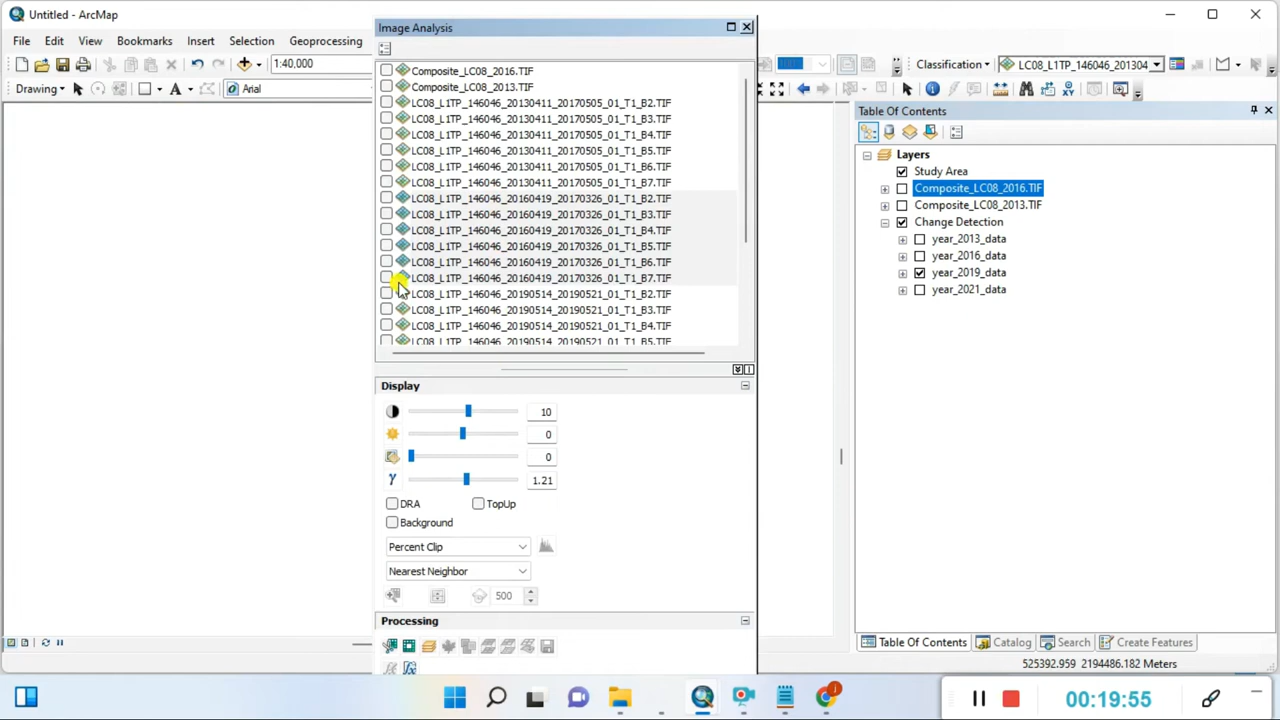 Untitled - ArcMap
File Edit View Bookmarks Insert Selection Geoprocessing
1:40,000
Classification LC08_L1TP_146046_201304
Drawing A Arial
Image Analysis
Composite_LC08_2016.TIF
Composite_LC08_2013.TIF
LC08_L1TP_146046_20130411_20170505_01_T1_B2.TIF
LC08_L1TP_146046_20130411_20170505_01_T1_B3.TIF
LC08_L1TP_146046_20130411_20170505_01_T1_B4.TIF
LC08_L1TP_146046_20130411_20170505_01_T1_B5.TIF
LC08_L1TP_146046_20130411_20170505_01_T1_B6.TIF
LC08_L1TP_146046_20130411_20170505_01_T1_B7.TIF
LC08_L1TP_146046_20160419_20170326_01_T1_B2.TIF
LC08_L1TP_146046_20160419_20170326_01_T1_B3.TIF
LC08_L1TP_146046_20160419_20170326_01_T1_B4.TIF
LC08_L1TP_146046_20160419_20170326_01_T1_B5.TIF
LC08_L1TP_146046_20160419_20170326_01_T1_B6.TIF
LC08_L1TP_146046_20160419_20170326_01_T1_B7.TIF
LC08_L1TP_146046_20190514_20190521_01_T1_B2.TIF
LC08_L1TP_146046_20190514_20190521_01_T1_B3.TIF
LC08_L1TP_146046_20190514_20190521_01_T1_B4.TIF
LC08_L1TP_146046_20190514_20190521_01_T1_B5.TIF
Display
10
0
0
γ 1.21
DRA TopUp
Background
Percent Clip
Nearest Neighbor
500
Processing
Table Of Contents
Layers
Study Area
Composite_LC08_2016.TIF
Composite_LC08_2013.TIF
Change Detection
year_2013_data
year_2016_data
year_2019_data
year_2021_data
Table Of Contents Catalog Search Create Features
525392.959 2194486.182 Meters
00:19:55